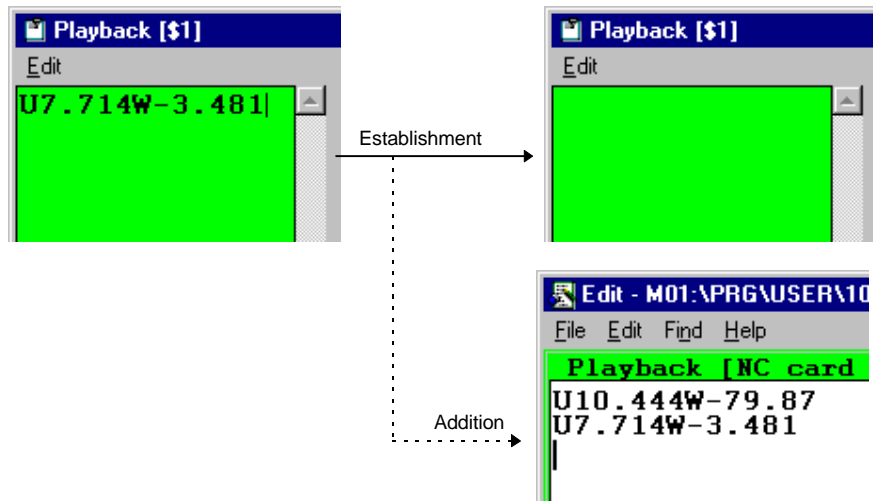 Playback [$1]
Edit
U7.714W-3.481
Establishment
Playback [$1]
Edit
Edit - M01:\PRG\USER\10
File Edit Find Help
Playback [NC card
U10.444W-79.87
U7.714W-3.481
Addition